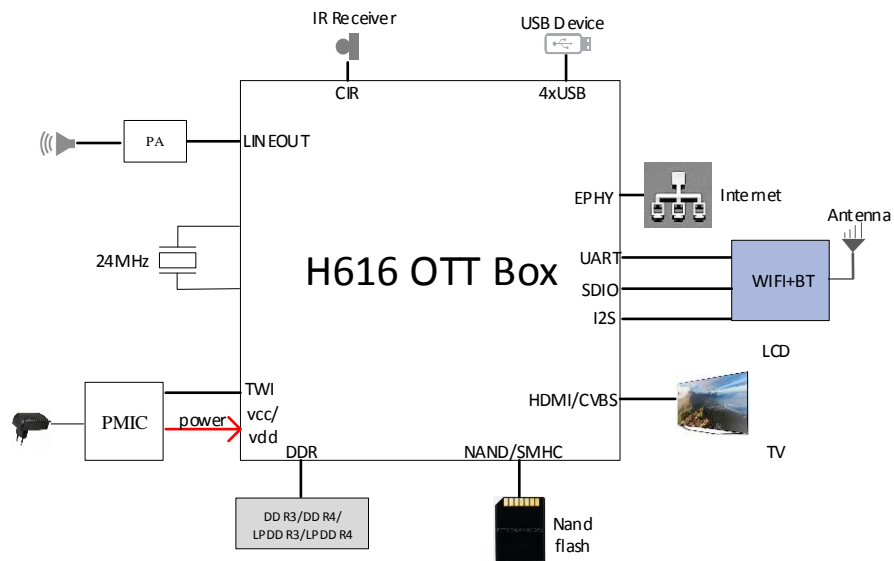 IR Receiver
USB Device
CIR
4xUSB
PA
LINEOUT
EPHY
Internet
Antenna
24MHz
H616 OTT Box
UART
SDIO
I2S
WIFI+BT
LCD
TWI
HDMI/CVBS
PMIC
power
vcc/
vdd
TV
DDR
NAND/SMHC
DDR3/DDR4/
LPDDR3/LPDDR4
Nand
flash